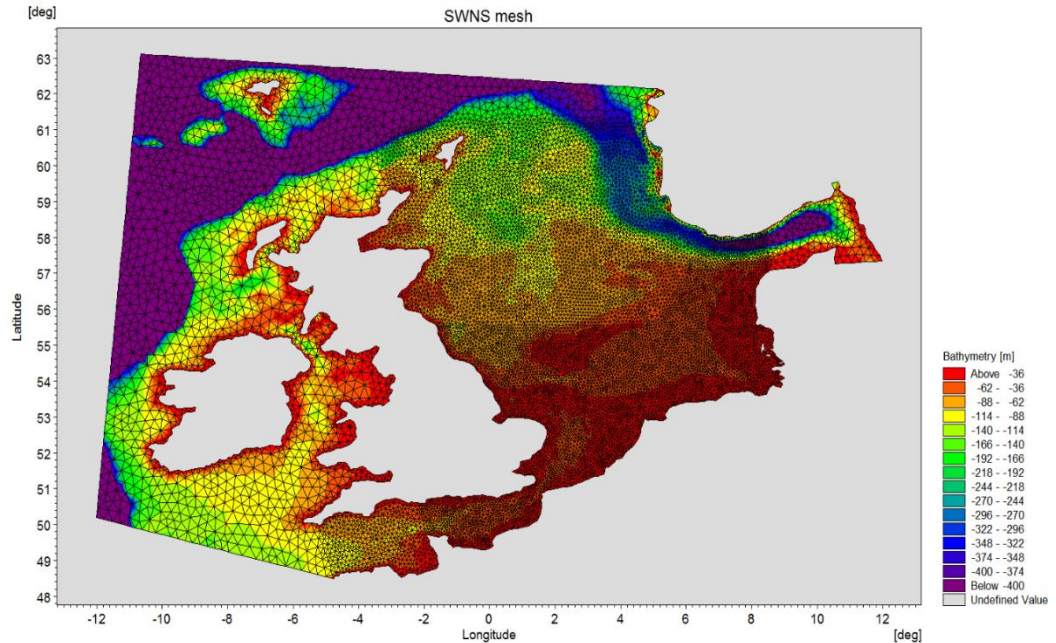 SWNS mesh
[deg]
63
62
61
60
59
58
57
56
55
54
53
52
51
50
49
48
Latitude
-12 -10 -8 -6 -4 -2 0 2 4 6 8 10 12
Longitude [deg]
Bathymetry [m]
Above -36
-62 - -36
-88 - -62
-114 - -88
-140 - -114
-166 - -140
-192 - -166
-218 - -192
-244 - -218
-270 - -244
-296 - -270
-322 - -296
-348 - -322
-374 - -348
-400 - -374
Below -400
Undefined Value